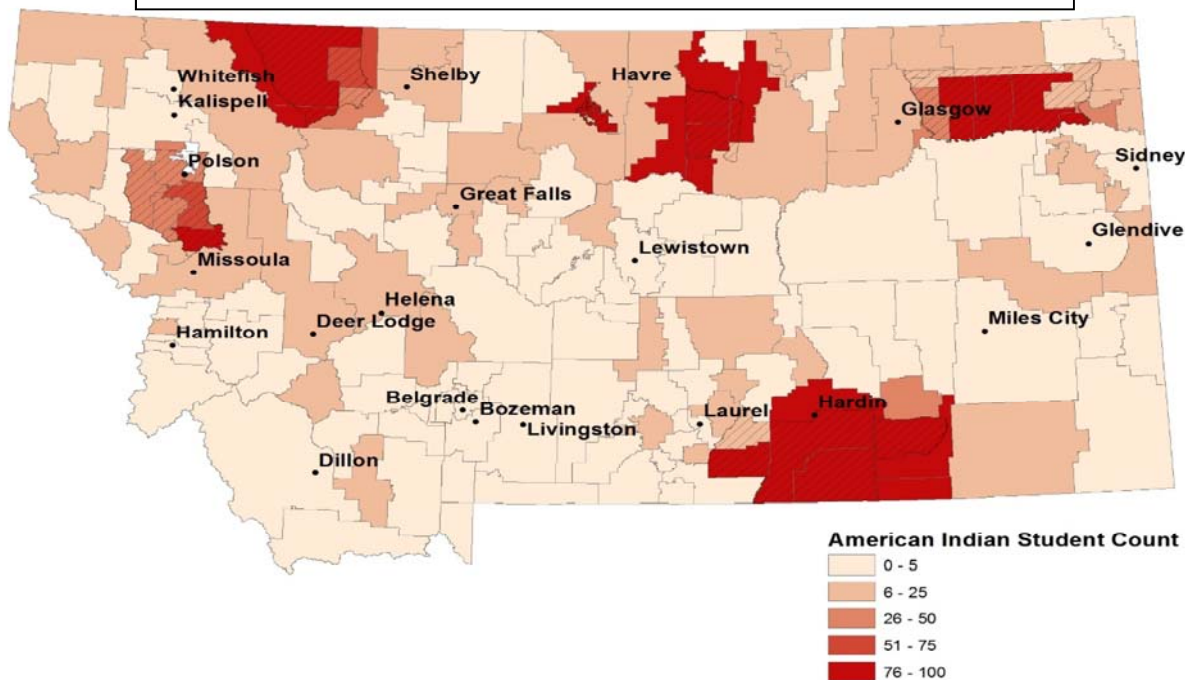 Whitefish
Kalispell
Shelby
Havre
Glasgow
Polson
Sidney
Great Falls
Glendive
Lewistown
Missoula
Helena
Deer Lodge
Hamilton
Miles City
Belgrade
Bozeman
Laurel
Hardin
Livingston
Dillon
American Indian Student Count
0 - 5
6 - 25
26 - 50
51 - 75
76 - 100